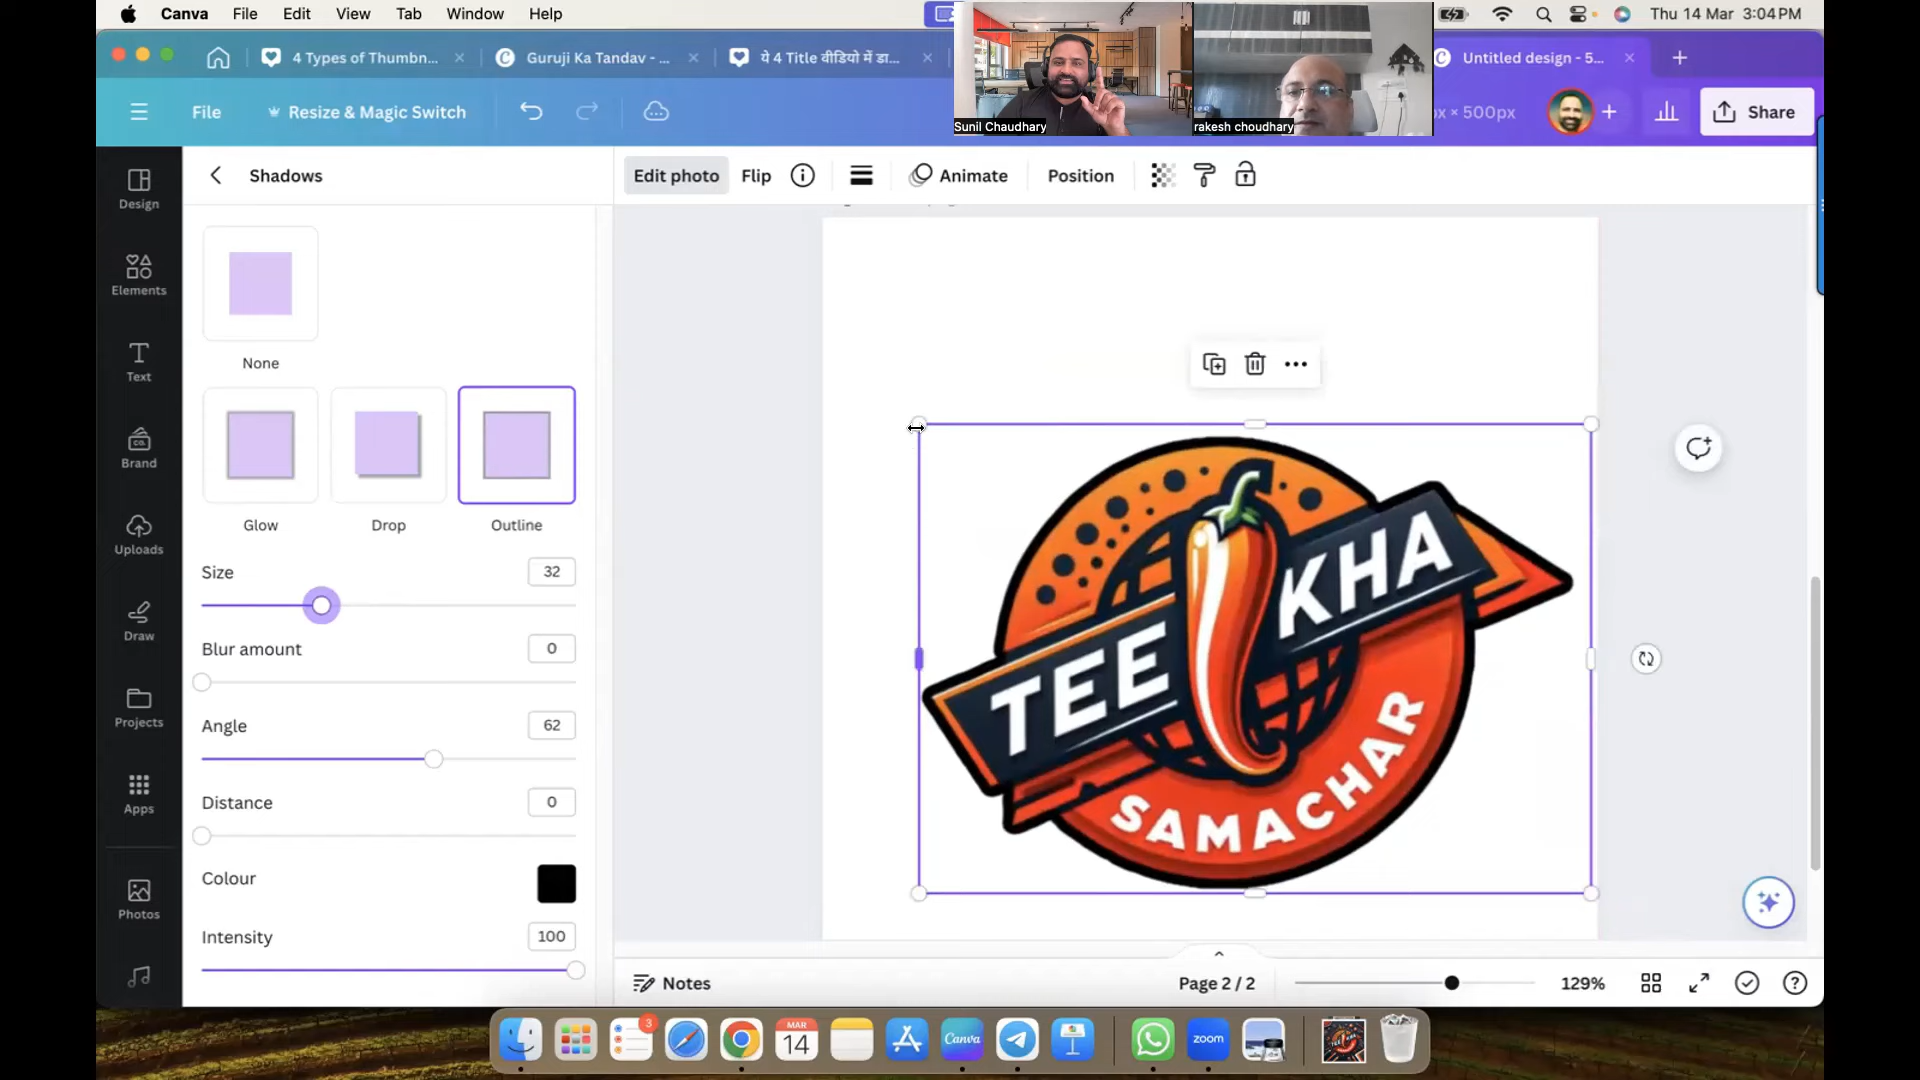 Canva File Edit View Tab Window Help
Thu 14 Mar 3:04 PM
4 Types of Thumbn...
Guruji Ka Tandav - ...
ये 4 Title वीडियो में डा...
Untitled design - 5...
File Resize & Magic Switch
px × 500px
Share
Sunil Chaudhary
rakesh choudhary
Design
Elements
Text
Brand
Uploads
Draw
Projects
Apps
Photos
Shadows
None
Glow Drop Outline
Size 32
Blur amount 0
Angle 62
Distance 0
Colour
Intensity 100
Edit photo Flip Animate Position
TEE KHA
SAMACHAR
Notes
Page 2 / 2
129%
3
MAR
14
Canva
zoom